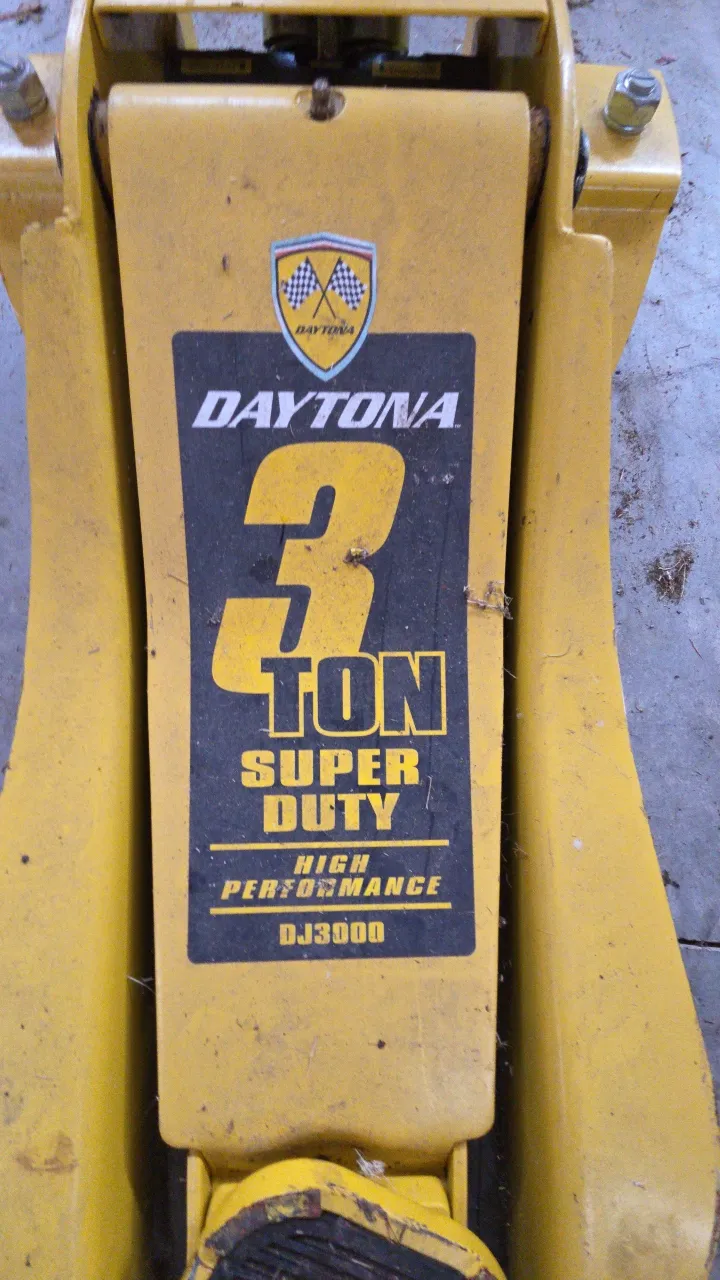 DAYTONA
DAYTONA
3
TON
SUPER
DUTY
HIGH
PERFORMANCE
DJ3000